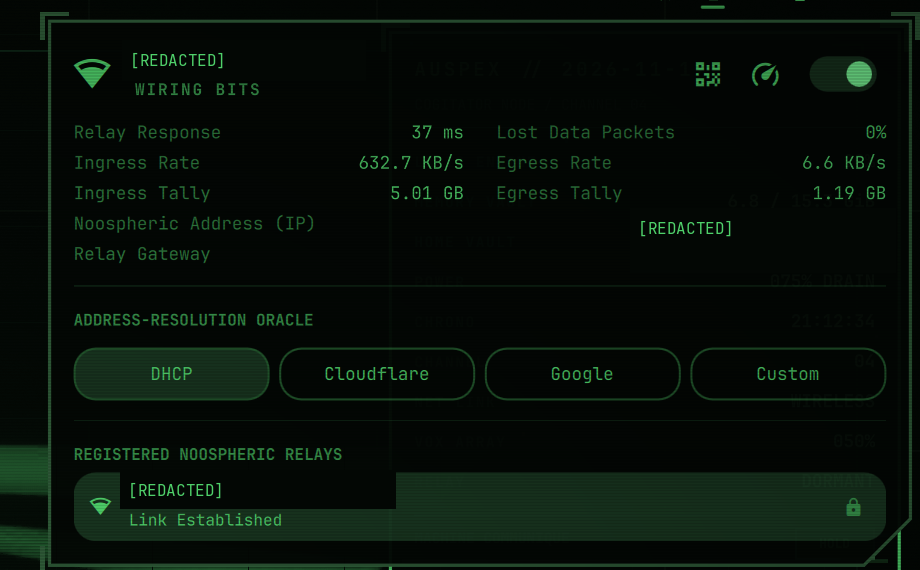 [REDACTED]
WIRING BITS
Relay Response 37 ms Lost Data Packets 0%
Ingress Rate 632.7 KB/s Egress Rate 6.6 KB/s
Ingress Tally 5.01 GB Egress Tally 1.19 GB
Noospheric Address (IP) [REDACTED]
Relay Gateway
ADDRESS-RESOLUTION ORACLE
DHCP Cloudflare Google Custom
REGISTERED NOOSPHERIC RELAYS
[REDACTED]
Link Established